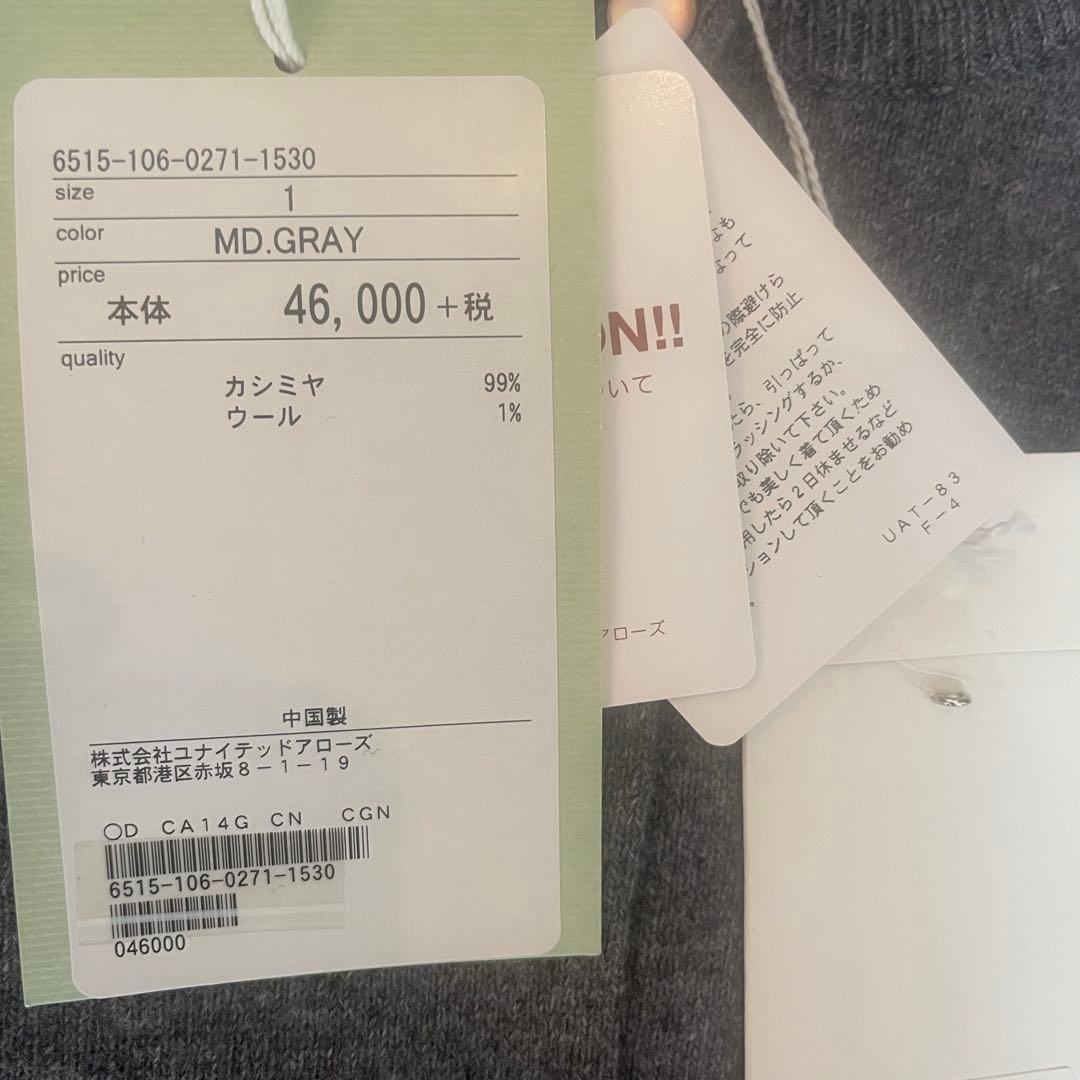 6515-106-0271-1530
size 1
color MD.GRAY
price
本体 46,000+税
quality
カシミヤ 99%
ウール 1%
中国製
株式会社ユナイテッドアローズ
東京都港区赤坂8-1-19
○D CA14G CN CGN
6515-106-0271-1530
046000
N!!
いて
アローズ
なも
なって
の際避けら
を完全に防止
たら、引っぱって
ラッシングするか、
取り除いて下さい。
でも美しく着て頂くため
用したら2日休ませるなど
ションして頂くことをお勧め
。
UAT-83
F-4